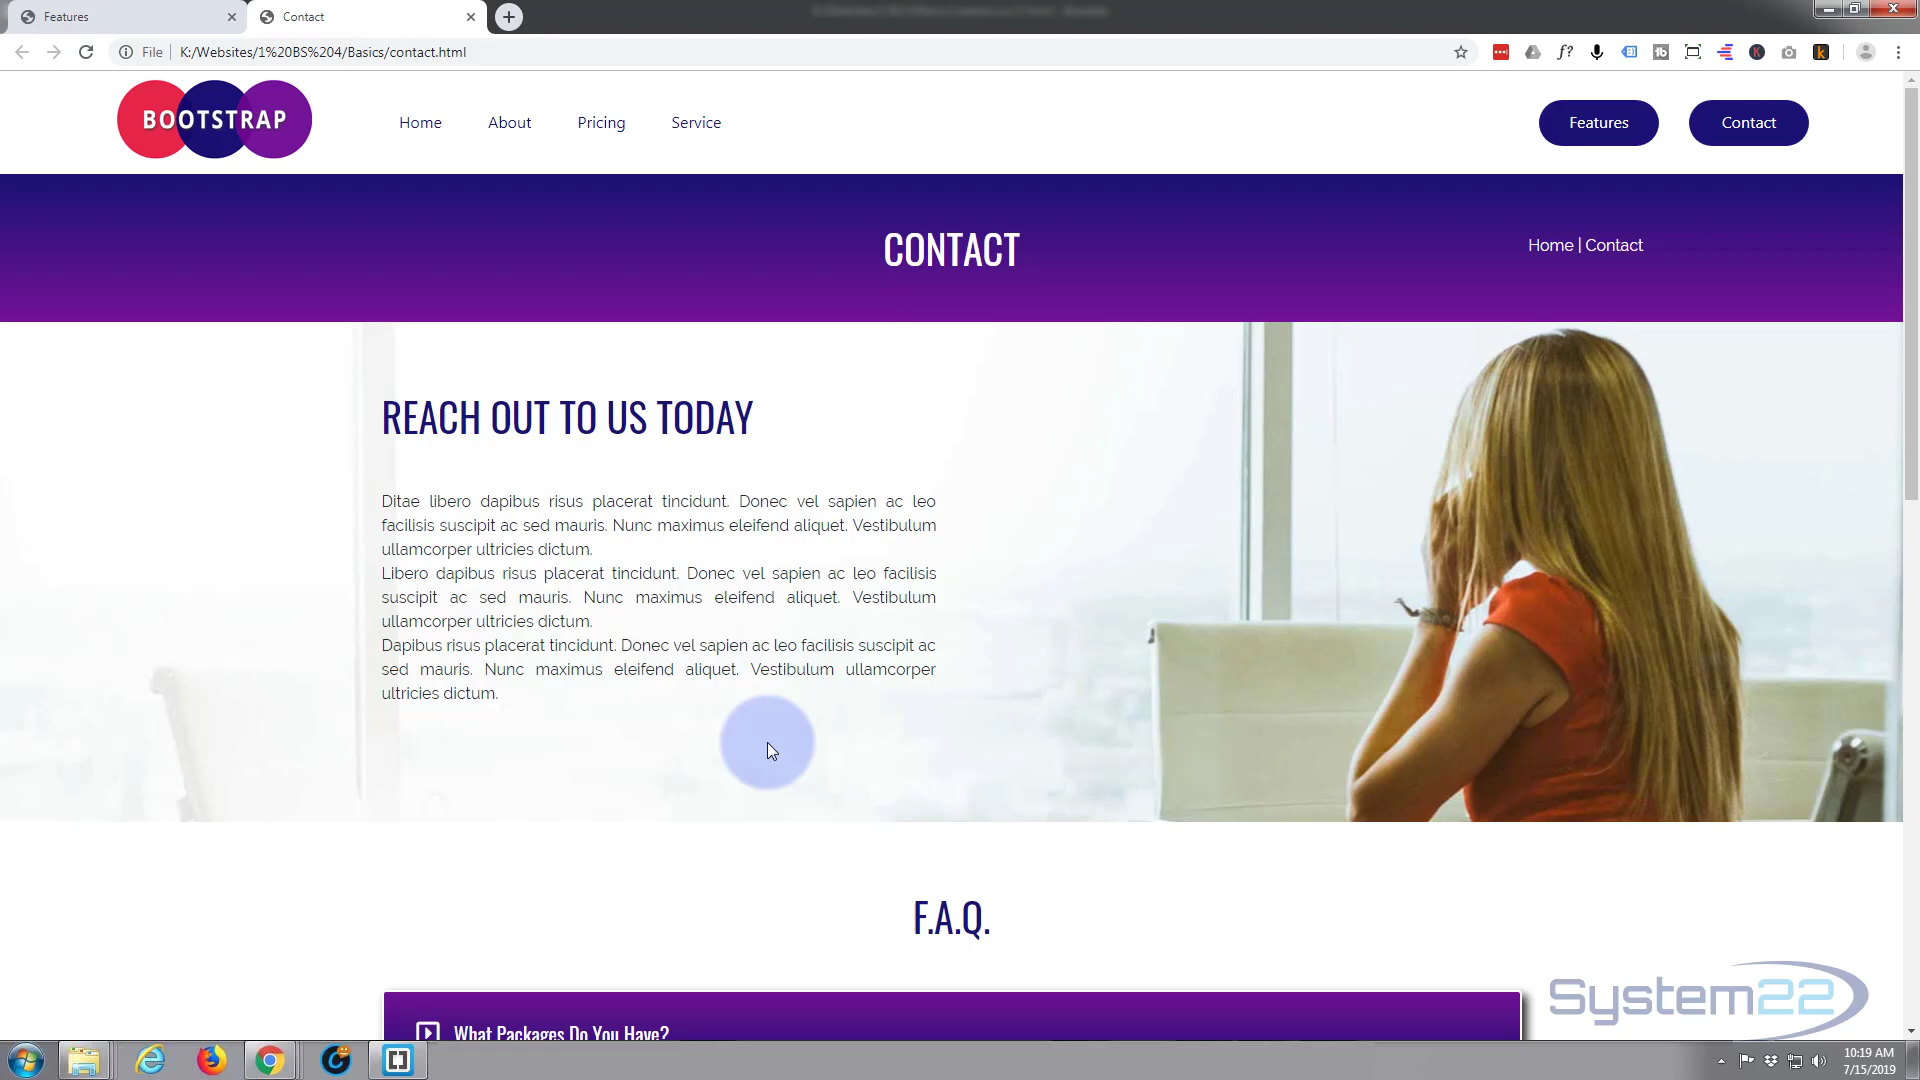 Features
Contact
File
K:/Websites/1%20BS%204/Basics/contact.html
BOOTSTRAP
Home
About
Pricing
Service
Features
Contact
CONTACT
Home | Contact
REACH OUT TO US TODAY
Ditae libero dapibus risus placerat tincidunt. Donec vel sapien ac leo
facilisis suscipit ac sed mauris. Nunc maximus eleifend aliquet. Vestibulum
ullamcorper ultricies dictum.
Libero dapibus risus placerat tincidunt. Donec vel sapien ac leo facilisis
suscipit ac sed mauris. Nunc maximus eleifend aliquet. Vestibulum
ullamcorper ultricies dictum.
Dapibus risus placerat tincidunt. Donec vel sapien ac leo facilisis suscipit ac
sed mauris. Nunc maximus eleifend aliquet. Vestibulum ullamcorper
ultricies dictum.
F.A.Q.
What Packages Do You Have?
System22
10:19 AM
7/15/2019